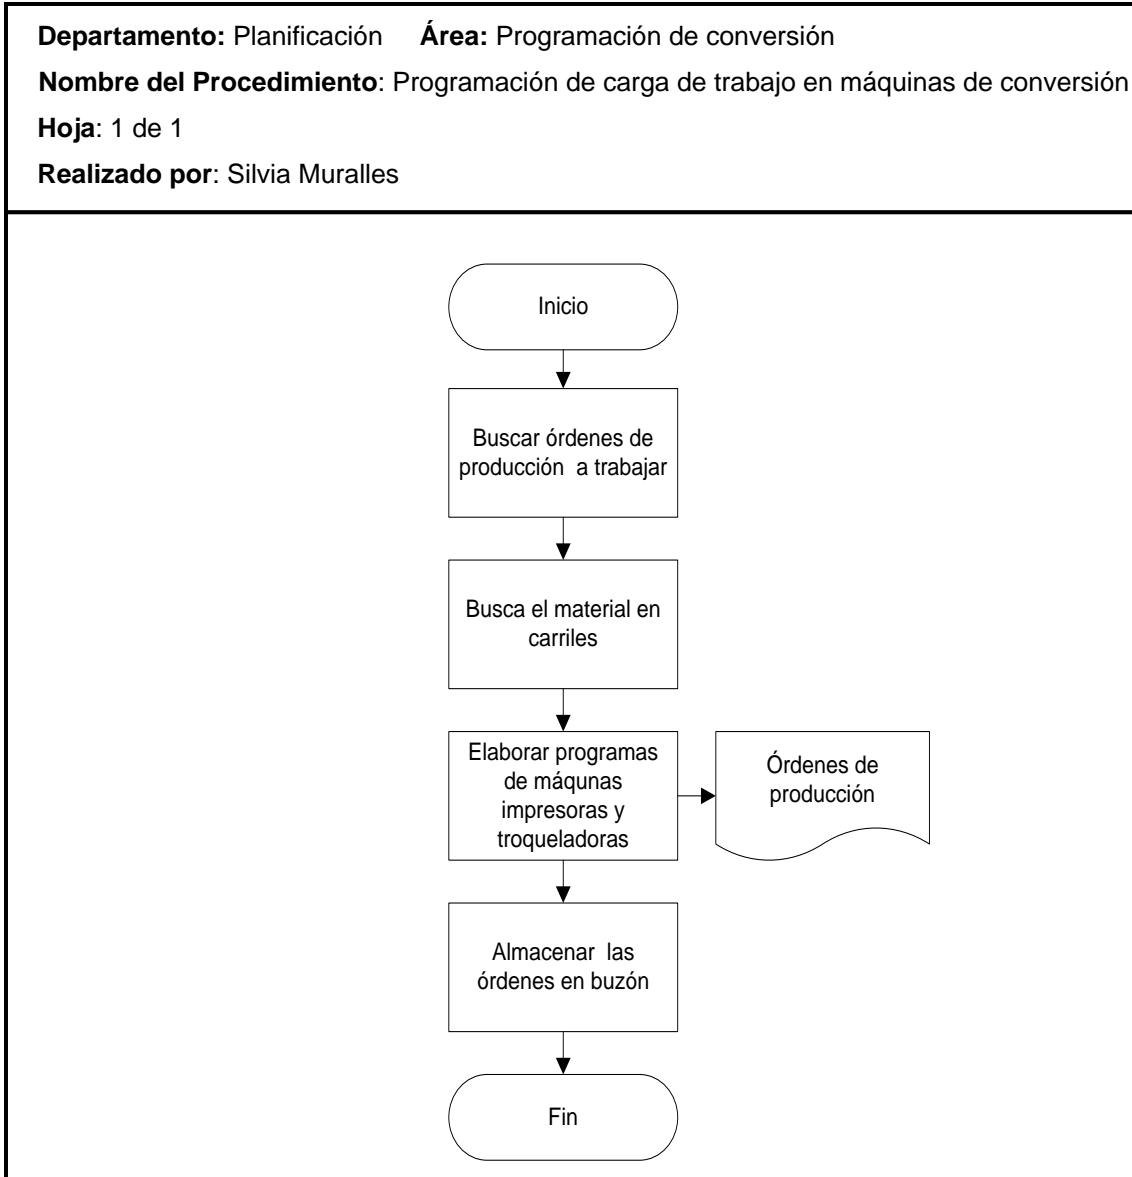 Departamento: Planificación Área: Programación de conversión
Nombre del Procedimiento: Programación de carga de trabajo en máquinas de conversión
Hoja: 1 de 1
Realizado por: Silvia Muralles
Inicio
Buscar órdenes de
producción a trabajar
Busca el material en
carriles
Elaborar programas
de máqunas
impresoras y
troqueladoras
Órdenes de
producción
Almacenar las
órdenes en buzón
Fin